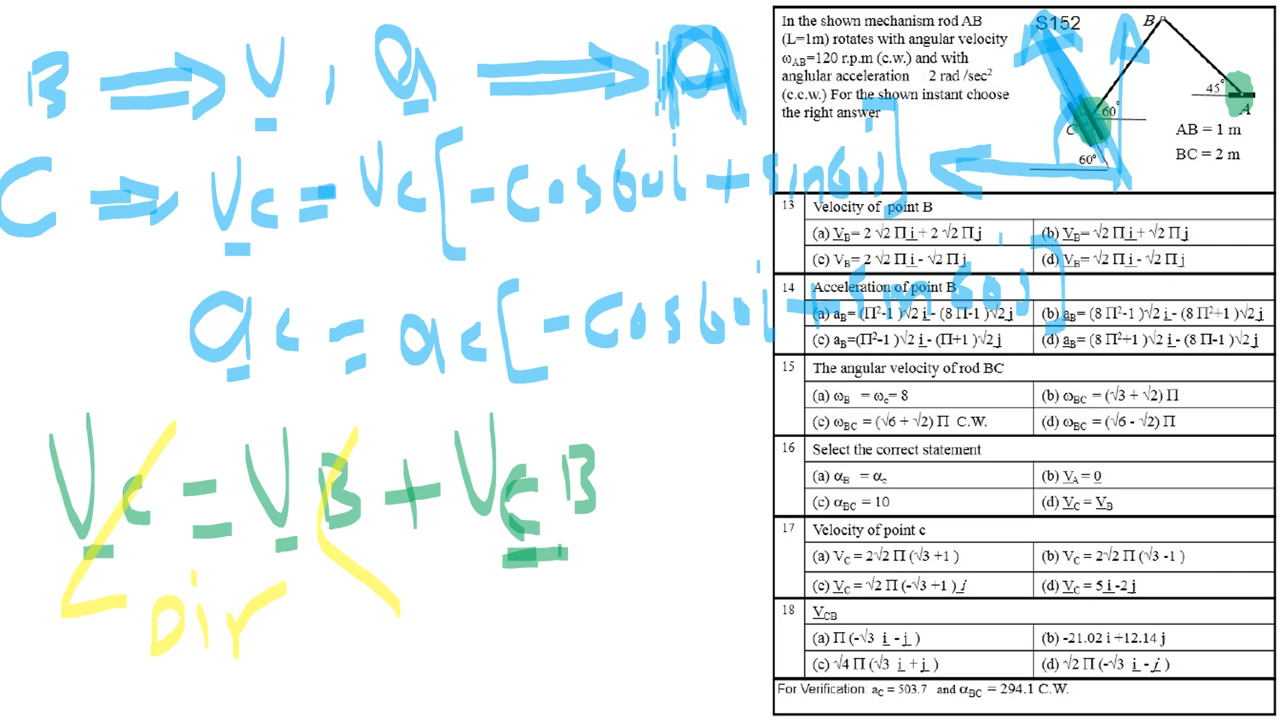 B ⟹ v , a ⟹ A
C ⟹ vc = vc [ - cos60 i + sin60 j ]
ac = ac [ - cos60 i + sin60 j ]
Vc = VB + VCB
Dir
In the shown mechanism rod AB
(L=1m) rotates with angular velocity
ωAB=120 r.p.m (c.w.) and with
anglular acceleration 2 rad /sec²
(c.c.w.) For the shown instant choose
the right answer
S152
B
45°
A
60°
C
60°
AB = 1 m
BC = 2 m
13 Velocity of point B
(a) VB= 2 √2 Π i + 2 √2 Π j (b) VB= √2 Π i + √2 Π j
(c) VB= 2 √2 Π i - √2 Π j (d) VB= √2 Π i - √2 Π j
14 Acceleration of point B
(a) aB= (Π²-1 )√2 i - (8 Π-1 )√2 j (b) aB= (8 Π²-1 )√2 i - (8 Π²+1 )√2 j
(c) aB=(Π²-1 )√2 i - (Π+1 )√2 j (d) aB= (8 Π²+1 )√2 i - (8 Π-1 )√2 j
15 The angular velocity of rod BC
(a) ωB = ωc= 8 (b) ωBC = (√3 + √2) Π
(c) ωBC = (√6 + √2) Π C.W. (d) ωBC = (√6 - √2) Π
16 Select the correct statement
(a) αB = αc (b) VA = 0
(c) αBC = 10 (d) VC = VB
17 Velocity of point c
(a) VC = 2√2 Π (√3 +1 ) (b) VC = 2√2 Π (√3 -1 )
(c) VC = √2 Π (-√3 +1 ) j (d) VC = 5 i -2 j
18 VCB
(a) Π (-√3 i - j ) (b) -21.02 i +12.14 j
(c) √4 Π (√3 i + j ) (d) √2 Π (-√3 i - j )
For Verification: aC = 503.7 and αBC = 294.1 C.W.